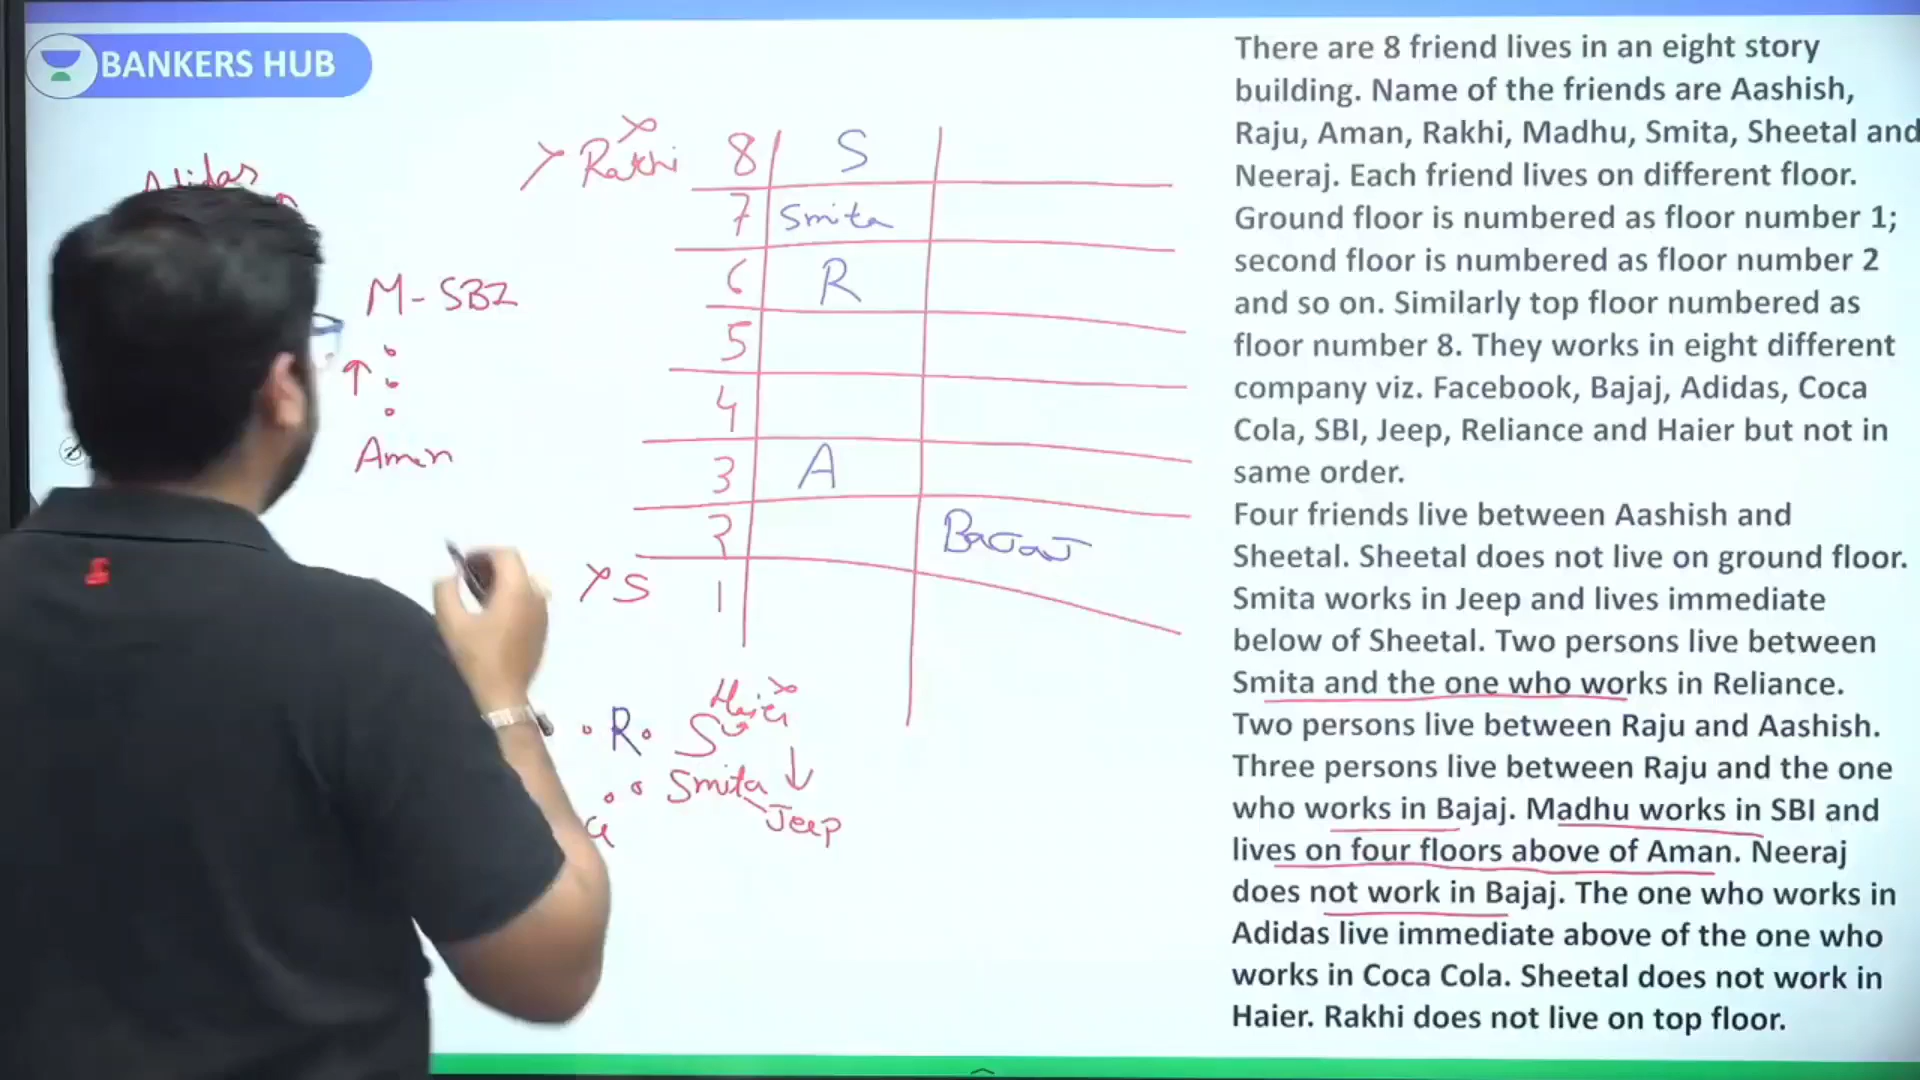 BANKERS HUB
There are 8 friend lives in an eight story
building. Name of the friends are Aashish,
Raju, Aman, Rakhi, Madhu, Smita, Sheetal and
Neeraj. Each friend lives on different floor.
Ground floor is numbered as floor number 1;
second floor is numbered as floor number 2
and so on. Similarly top floor numbered as
floor number 8. They works in eight different
company viz. Facebook, Bajaj, Adidas, Coca
Cola, SBI, Jeep, Reliance and Haier but not in
same order.
Four friends live between Aashish and
Sheetal. Sheetal does not live on ground floor.
Smita works in Jeep and lives immediate
below of Sheetal. Two persons live between
Smita and the one who works in Reliance.
Two persons live between Raju and Aashish.
Three persons live between Raju and the one
who works in Bajaj. Madhu works in SBI and
lives on four floors above of Aman. Neeraj
does not work in Bajaj. The one who works in
Adidas live immediate above of the one who
works in Coca Cola. Sheetal does not work in
Haier. Rakhi does not live on top floor.
Adidas
M - SBI
Aman
Rakhi 8 S
7 Smita
6 R
5
4
3 A
2 Bajaj
S 1
Haier
R S
Smita
Jeep